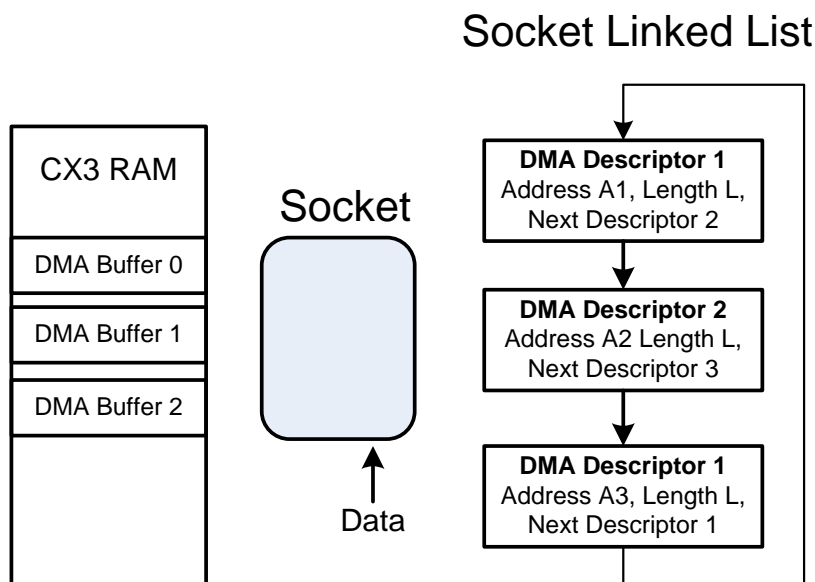 Socket Linked List
CX3 RAM
DMA Buffer 0
DMA Buffer 1
DMA Buffer 2
Socket
Data
DMA Descriptor 1
Address A1, Length L,
Next Descriptor 2
DMA Descriptor 2
Address A2 Length L,
Next Descriptor 3
DMA Descriptor 1
Address A3, Length L,
Next Descriptor 1